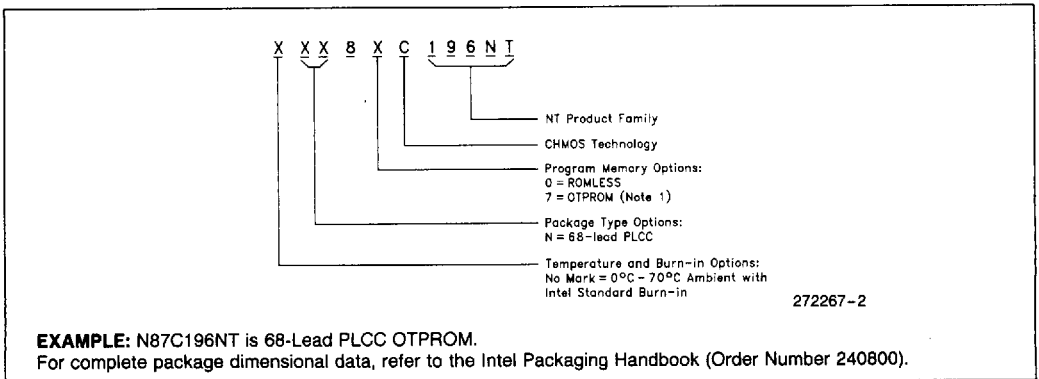 X XX 8 X C 196NT
NT Product Family
CHMOS Technology
Program Memory Options:
0 = ROMLESS
7 = OTPROM (Note 1)
Package Type Options:
N = 68-lead PLCC
Temperature and Burn-in Options:
No Mark = 0°C - 70°C Ambient with
Intel Standard Burn-in
272267-2
EXAMPLE: N87C196NT is 68-Lead PLCC OTPROM.
For complete package dimensional data, refer to the Intel Packaging Handbook (Order Number 240800).